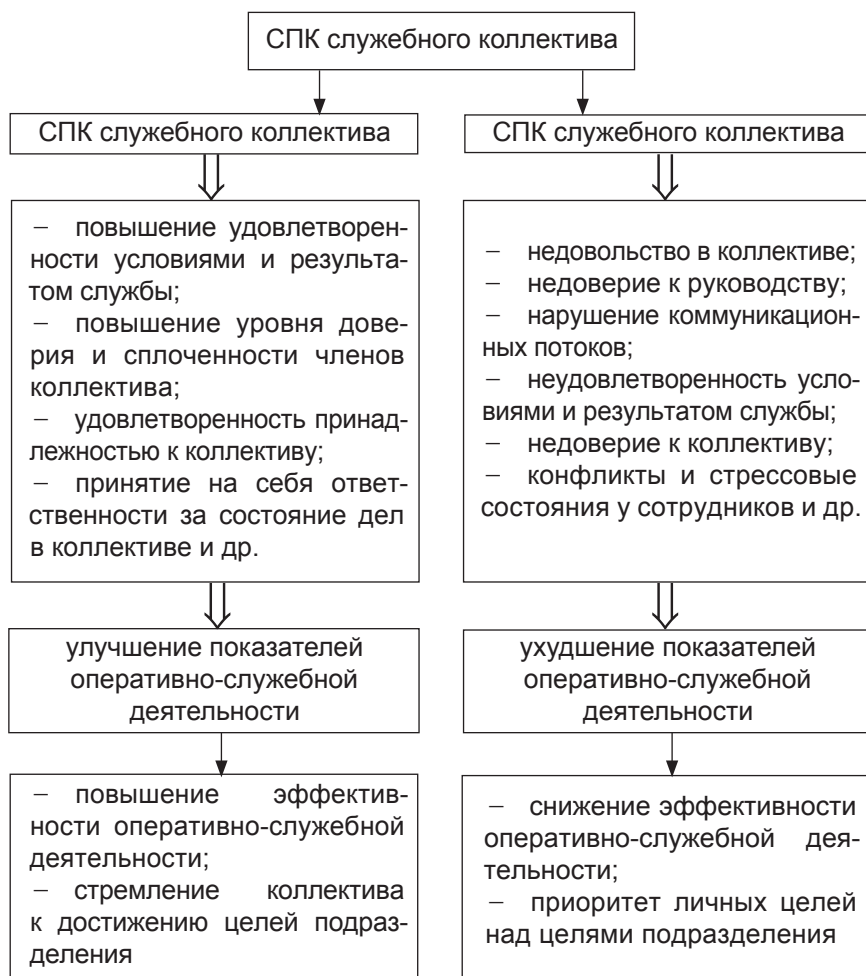 СПК служебного коллектива
СПК служебного коллектива
– повышение удовлетворен-
ности условиями и результа-
том службы;
– повышение уровня дове-
рия и сплоченности членов
коллектива;
– удовлетворенность принад-
лежностью к коллективу;
– принятие на себя ответ-
ственности за состояние дел
в коллективе и др.
улучшение показателей
оперативно-служебной
деятельности
– повышение эффектив-
ности оперативно-служебной
деятельности;
– стремление коллектива
к достижению целей подраз-
деления
СПК служебного коллектива
– недовольство в коллективе;
– недоверие к руководству;
– нарушение коммуникацион-
ных потоков;
– неудовлетворенность усло-
виями и результатом службы;
– недоверие к коллективу;
– конфликты и стрессовые
состояния у сотрудников и др.
ухудшение показателей
оперативно-служебной
деятельности
– снижение эффективности
оперативно-служебной дея-
тельности;
– приоритет личных целей
над целями подразделения